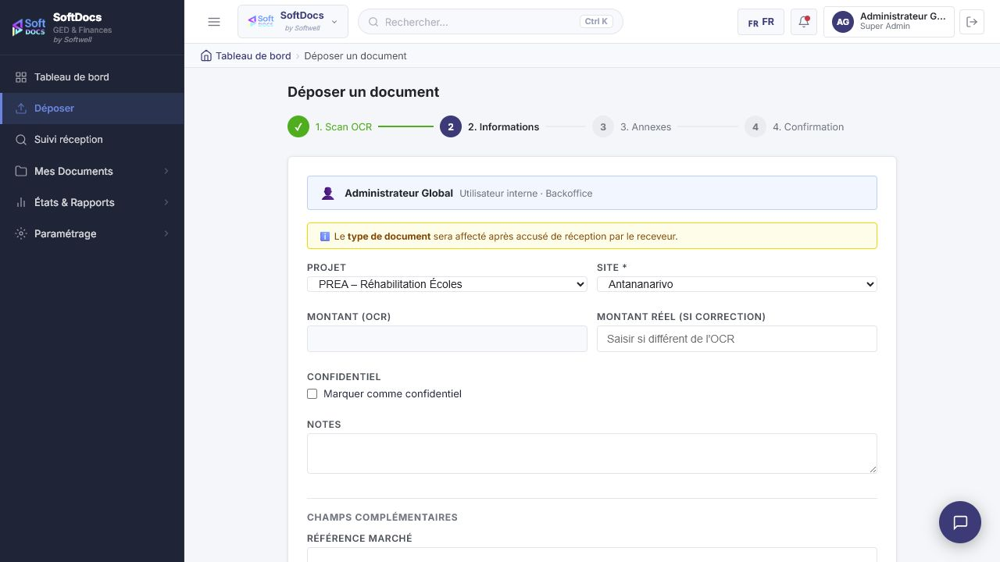 Soft
DOCS
SoftDocs
GED & Finances
by Softwell
Tableau de bord
Déposer
Suivi réception
Mes Documents
États & Rapports
Paramétrage
Soft
DOCS
SoftDocs
by Softwell
Rechercher...
Ctrl K
FR FR
AG
Administrateur G...
Super Admin
Tableau de bord › Déposer un document
Déposer un document
✓ 1. Scan OCR
2 2. Informations
3 3. Annexes
4 4. Confirmation
Administrateur Global Utilisateur interne · Backoffice
Le type de document sera affecté après accusé de réception par le receveur.
PROJET
PREA – Réhabilitation Écoles
SITE *
Antananarivo
MONTANT (OCR)
MONTANT RÉEL (SI CORRECTION)
Saisir si différent de l'OCR
CONFIDENTIEL
Marquer comme confidentiel
NOTES
CHAMPS COMPLÉMENTAIRES
RÉFÉRENCE MARCHÉ